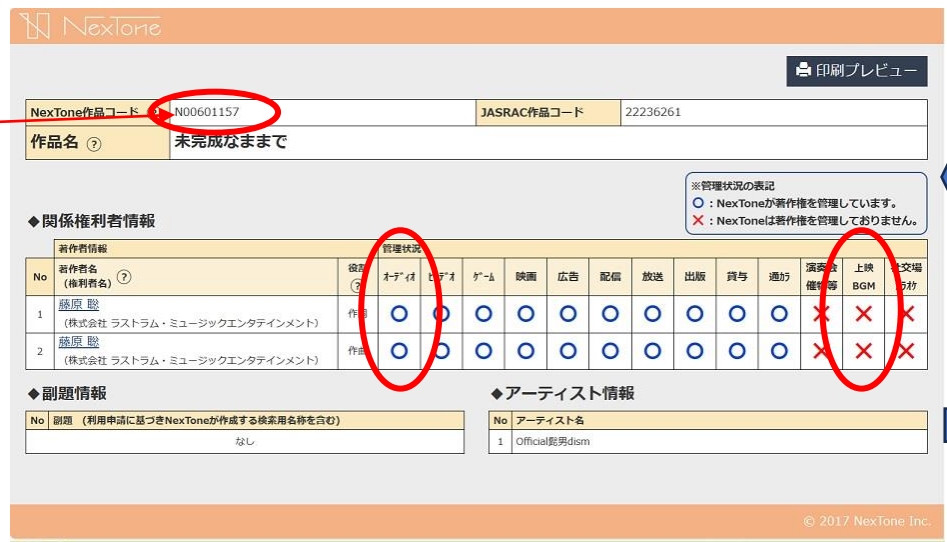 NexTone
印刷プレビュー
NexTone作品コード ? N00601157 JASRAC作品コード 22236261
作品名 ? 未完成なままで
※管理状況の表記
○ : NexToneが著作権を管理しています。
× : NexToneは著作権を管理しておりません。
◆関係権利者情報
著作者情報 管理状況
No 著作者名 ? オーディオ ビデオ ゲーム 映画 広告 配信 放送 出版 貸与 通カラ 演奏会 上映 社交場
(権利者名) ? 催物等 BGM
1 藤原 聡 ○ ○ ○ ○ ○ ○ ○ ○ ○ ○ × × ×
(株式会社 ラストラム・ミュージックエンタテインメント)
2 藤原 聡 作曲 ○ ○ ○ ○ ○ ○ ○ ○ ○ ○ × × ×
(株式会社 ラストラム・ミュージックエンタテインメント)
◆副題情報
No 副題 (利用申請に基づきNexToneが作成する検索用名称を含む)
なし
◆アーティスト情報
No アーティスト名
1 Official髭男dism
© 2017 NexTone Inc.